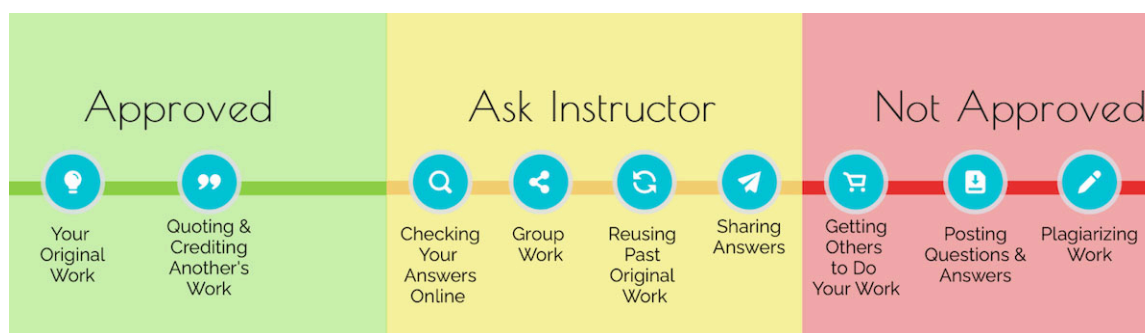 Approved
Ask Instructor
Not Approved
Your
Original
Work
Quoting &
Crediting
Another's
Work
Checking
Your
Answers
Online
Group
Work
Reusing
Past
Original
Work
Sharing
Answers
Getting
Others
to Do
Your Work
Posting
Questions &
Answers
Plagiarizing
Work